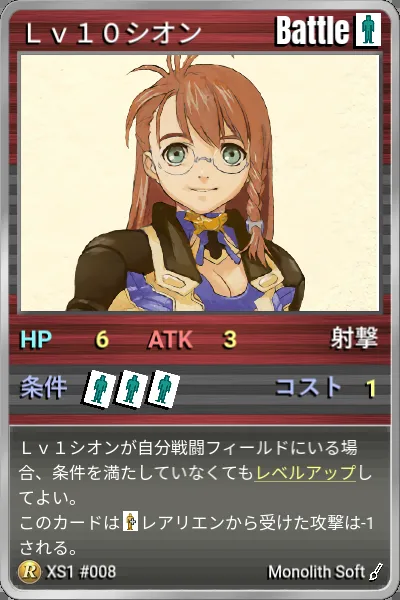 Ｌｖ１０シオン Battle
HP 6 ATK 3 射撃
条件 コスト 1
Ｌｖ１シオンが自分戦闘フィールドにいる場
合、条件を満たしていなくてもレベルアップし
てよい。
このカードはレアリエンから受けた攻撃は-1
される。
R XS1 #008 Monolith Soft